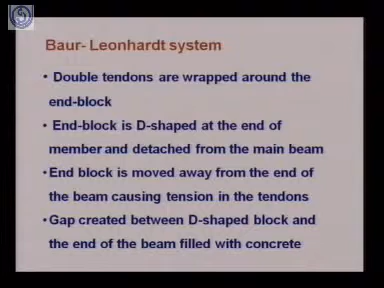 Baur- Leonhardt system
• Double tendons are wrapped around the
end-block
• End-block is D-shaped at the end of
member and detached from the main beam
• End block is moved away from the end of
the beam causing tension in the tendons
• Gap created between D-shaped block and
the end of the beam filled with concrete